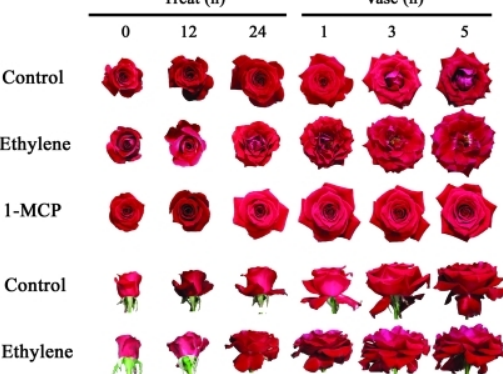 Treat (h) Vase (h)
0 12 24 1 3 5
Control
Ethylene
1-MCP
Control
Ethylene